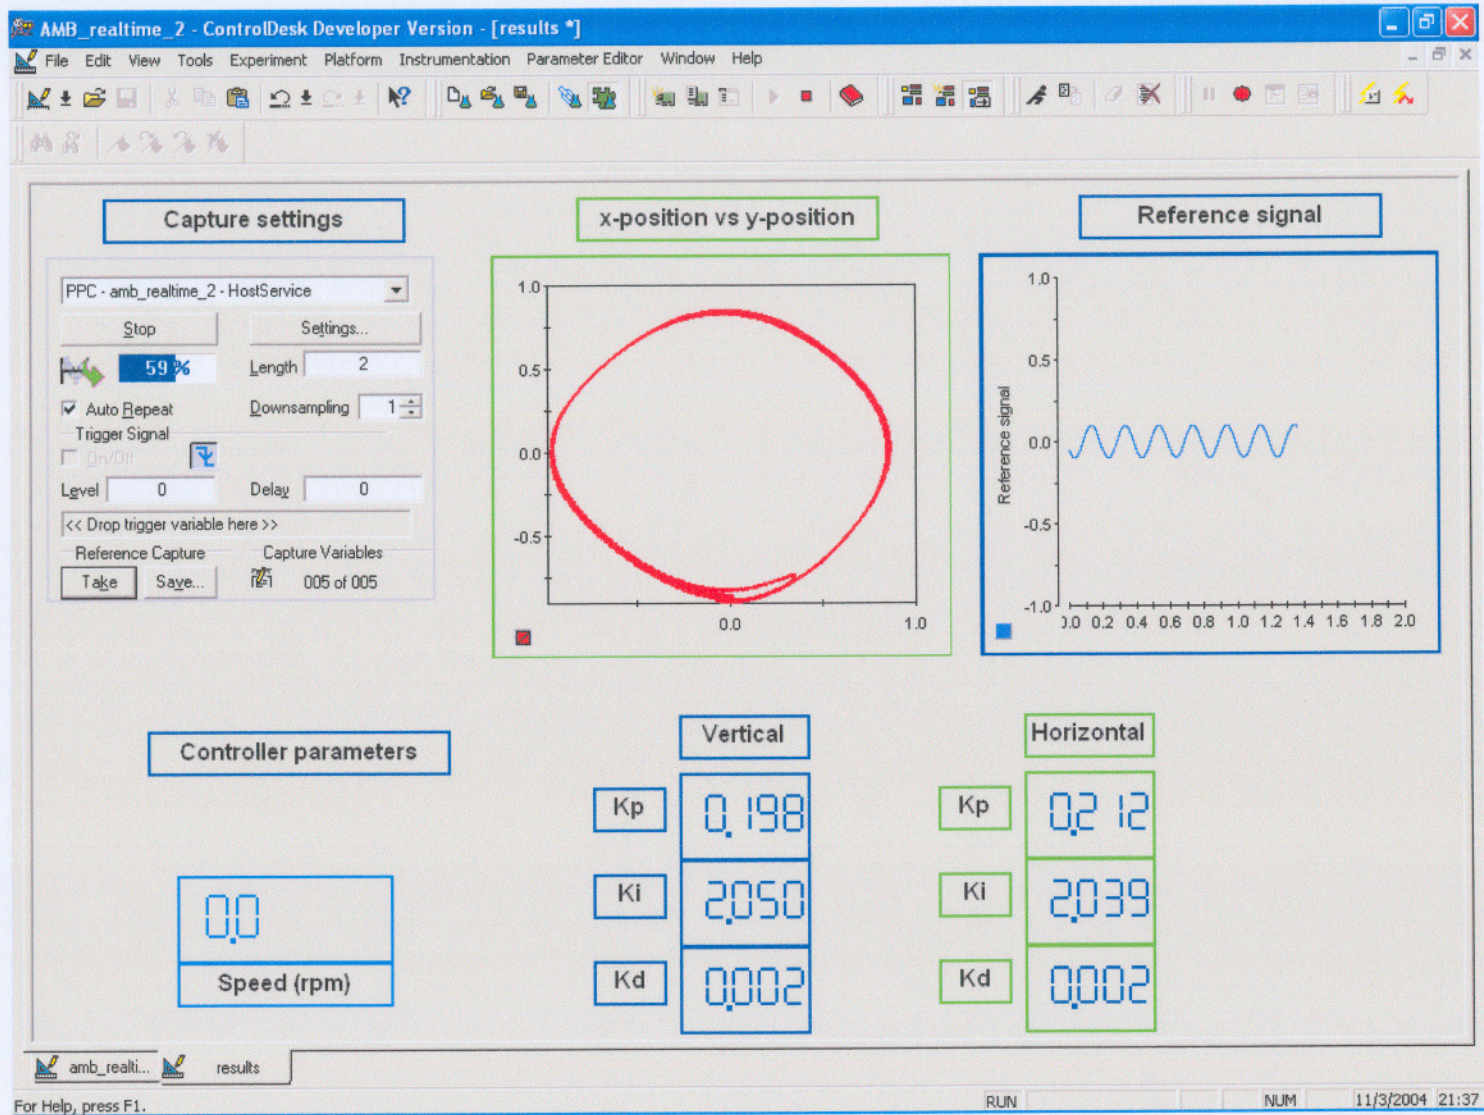 AMB_realtime_2 - ControlDesk Developer Version - [results *]
File Edit View Tools Experiment Platform Instrumentation Parameter Editor Window Help
Capture settings
PPC - amb_realtime_2 - HostService
Stop Settings...
59 % Length 2
Auto Repeat Downsampling 1
Trigger Signal
On/Off
Level 0 Delay 0
<< Drop trigger variable here >>
Reference Capture Capture Variables
Take Save... 005 of 005
x-position vs y-position
1.0
0.5
0.0
-0.5
0.0 1.0
Reference signal
1.0
0.5
0.0
-0.5
-1.0
Reference signal
0.0 0.2 0.4 0.6 0.8 1.0 1.2 1.4 1.6 1.8 2.0
Controller parameters
0.0
Speed (rpm)
Vertical
Kp 0.198
Ki 2.050
Kd 0.002
Horizontal
Kp 0.212
Ki 2.039
Kd 0.002
amb_realti... results
For Help, press F1. RUN NUM 11/3/2004 21:37